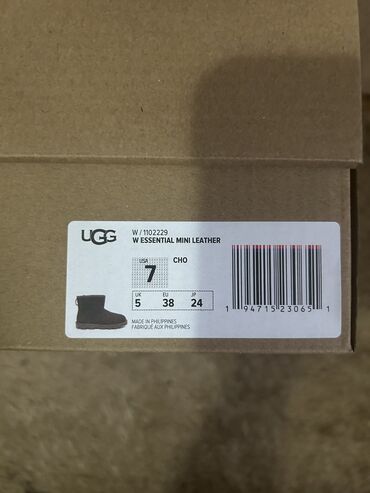 UGG
W / 1102229
W ESSENTIAL MINI LEATHER
USA
7
CHO
UK EU JP
5 38 24
MADE IN PHILIPPINES
FABRIQUÉ AUX PHILIPPINES
1 94715 23065 1